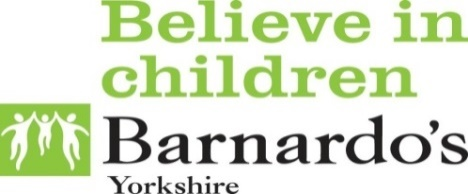 Believe in
children
Barnardo's
Yorkshire